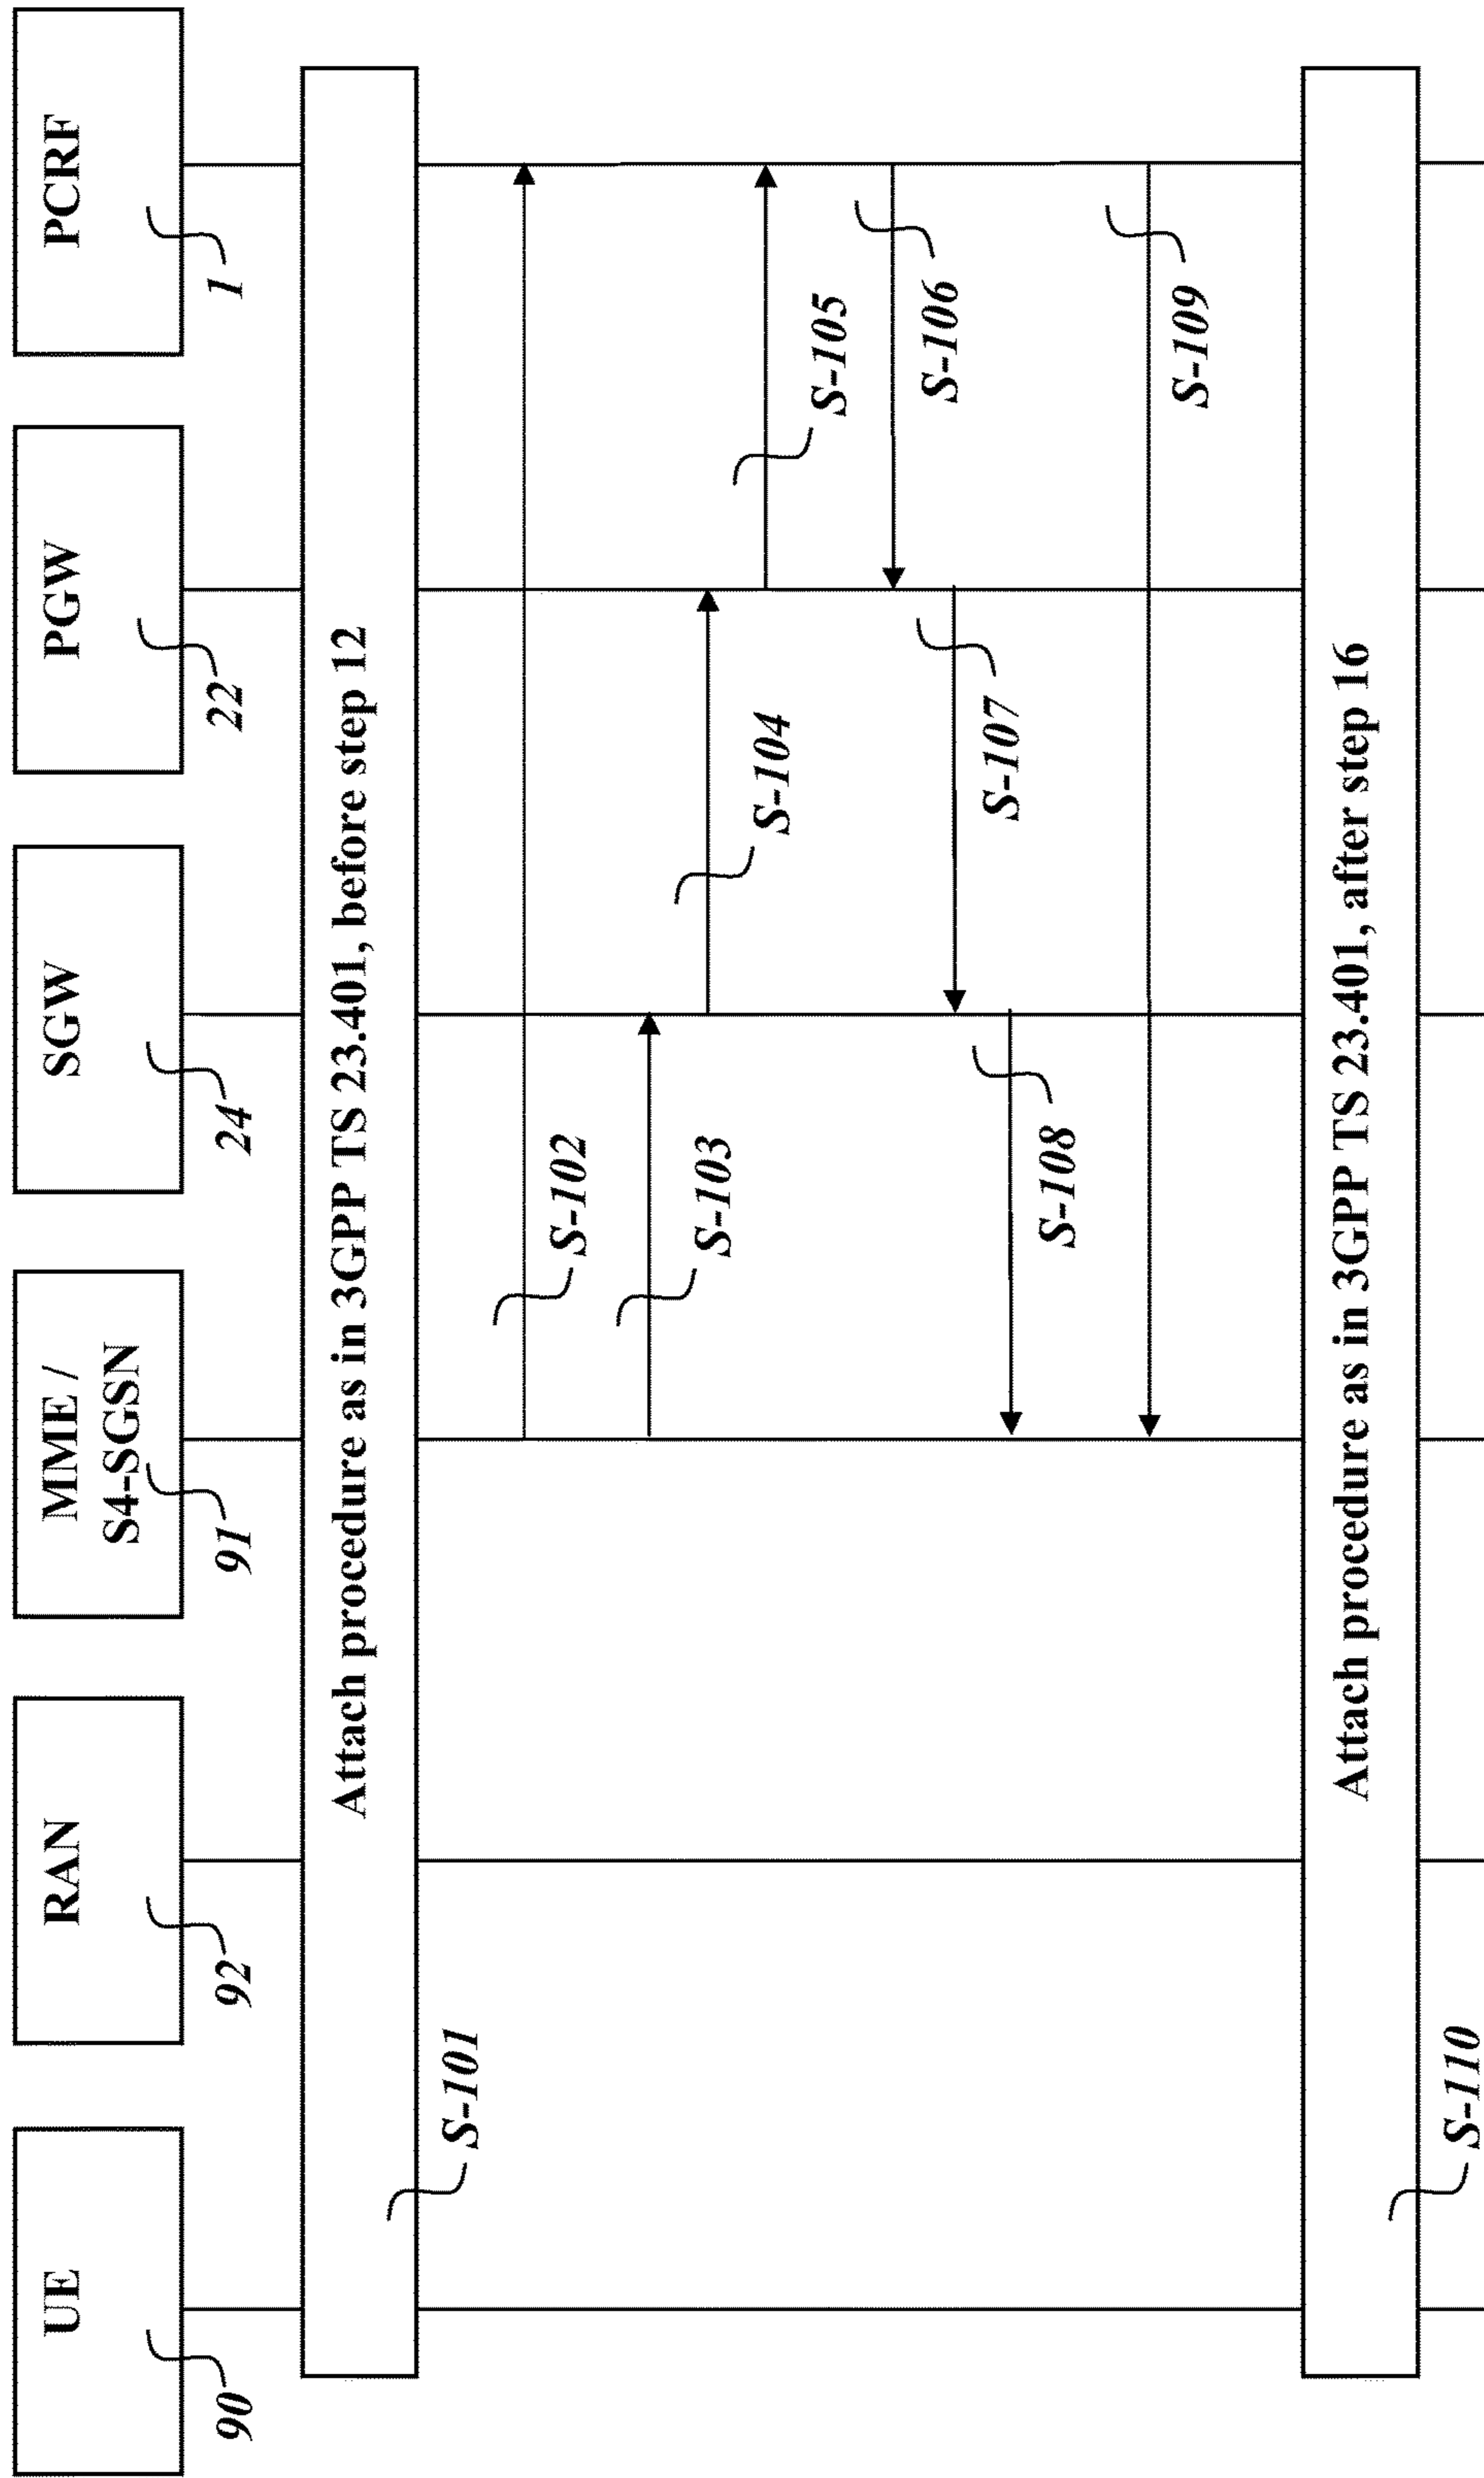 UE
RAN
MME /
S4-SGSN
SGW
PGW
PCRF
90
92
91
24
22
1
Attach procedure as in 3GPP TS 23.401, before step 12
S-101
S-102
S-103
S-104
S-105
S-106
S-107
S-108
S-109
Attach procedure as in 3GPP TS 23.401, after step 16
S-110